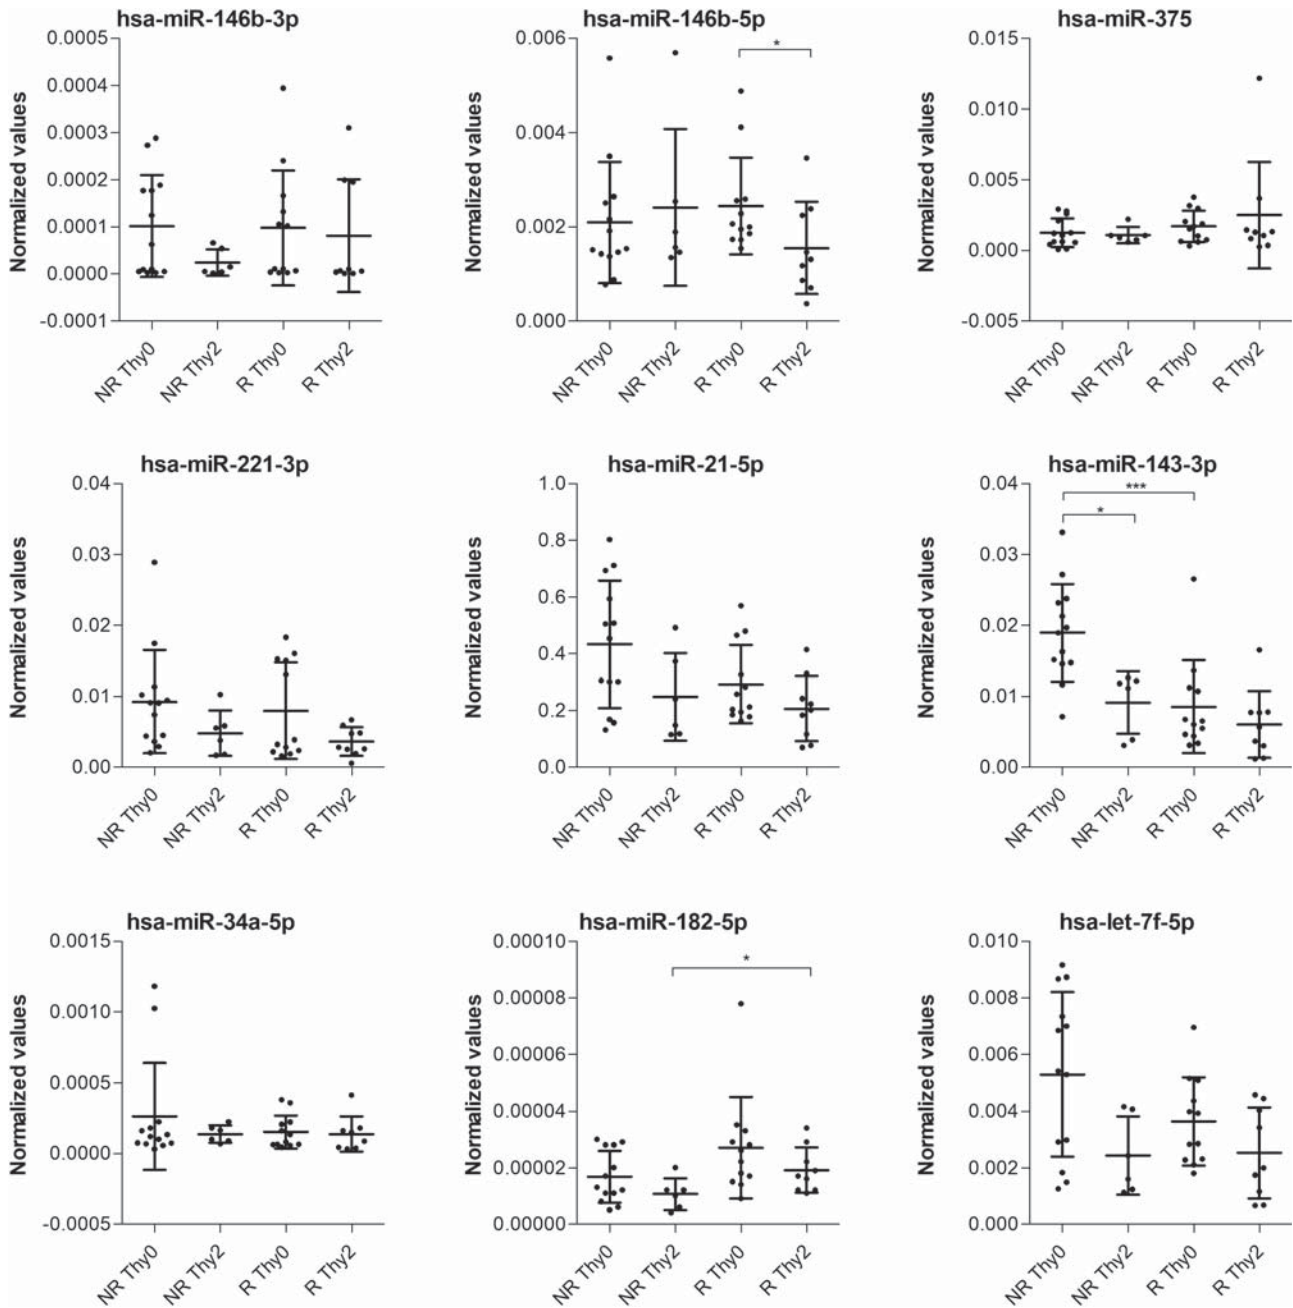 hsa-miR-146b-3p
Normalized values
0.0005
0.0004
0.0003
0.0002
0.0001
0.0000
-0.0001
NR Thy0
NR Thy2
R Thy0
R Thy2
hsa-miR-146b-5p
Normalized values
0.006
0.004
0.002
0.000
*
NR Thy0
NR Thy2
R Thy0
R Thy2
hsa-miR-375
Normalized values
0.015
0.010
0.005
0.000
-0.005
NR Thy0
NR Thy2
R Thy0
R Thy2
hsa-miR-221-3p
Normalized values
0.04
0.03
0.02
0.01
0.00
NR Thy0
NR Thy2
R Thy0
R Thy2
hsa-miR-21-5p
Normalized values
1.0
0.8
0.6
0.4
0.2
0.0
NR Thy0
NR Thy2
R Thy0
R Thy2
hsa-miR-143-3p
Normalized values
0.04
0.03
0.02
0.01
0.00
***
*
NR Thy0
NR Thy2
R Thy0
R Thy2
hsa-miR-34a-5p
Normalized values
0.0015
0.0010
0.0005
0.0000
-0.0005
NR Thy0
NR Thy2
R Thy0
R Thy2
hsa-miR-182-5p
Normalized values
0.00010
0.00008
0.00006
0.00004
0.00002
0.00000
*
NR Thy0
NR Thy2
R Thy0
R Thy2
hsa-let-7f-5p
Normalized values
0.010
0.008
0.006
0.004
0.002
0.000
NR Thy0
NR Thy2
R Thy0
R Thy2